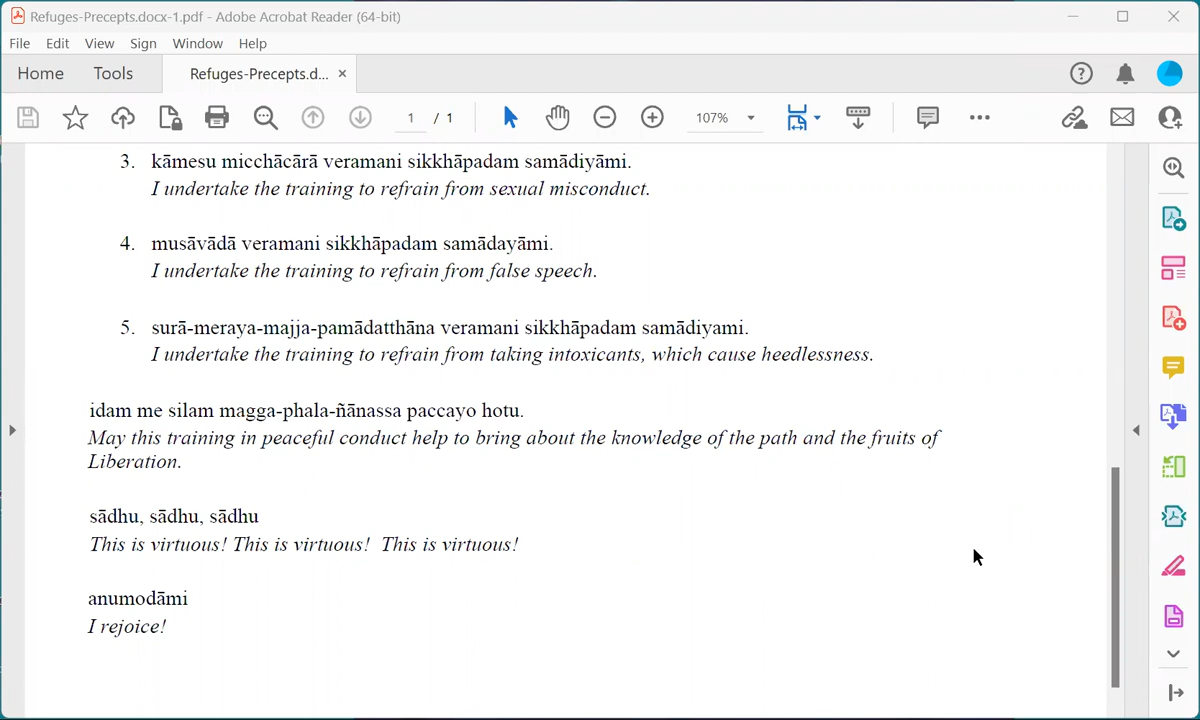 Refuges-Precepts.docx-1.pdf - Adobe Acrobat Reader (64-bit)
File Edit View Sign Window Help
Home Tools Refuges-Precepts.d... ×
1 / 1 107%
3. kāmesu micchācārā veramani sikkhāpadam samādiyāmi.
I undertake the training to refrain from sexual misconduct.
4. musāvādā veramani sikkhāpadam samādayāmi.
I undertake the training to refrain from false speech.
5. surā-meraya-majja-pamādatthāna veramani sikkhāpadam samādiyami.
I undertake the training to refrain from taking intoxicants, which cause heedlessness.
idam me silam magga-phala-ñānassa paccayo hotu.
May this training in peaceful conduct help to bring about the knowledge of the path and the fruits of
Liberation.
sādhu, sādhu, sādhu
This is virtuous! This is virtuous! This is virtuous!
anumodāmi
I rejoice!